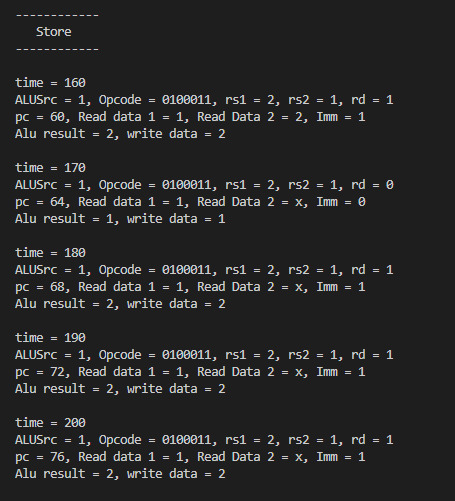 ------------
Store
------------
time = 160
ALUSrc = 1, Opcode = 0100011, rs1 = 2, rs2 = 1, rd = 1
pc = 60, Read data 1 = 1, Read Data 2 = 2, Imm = 1
Alu result = 2, write data = 2
time = 170
ALUSrc = 1, Opcode = 0100011, rs1 = 2, rs2 = 1, rd = 0
pc = 64, Read data 1 = 1, Read Data 2 = x, Imm = 0
Alu result = 1, write data = 1
time = 180
ALUSrc = 1, Opcode = 0100011, rs1 = 2, rs2 = 1, rd = 1
pc = 68, Read data 1 = 1, Read Data 2 = x, Imm = 1
Alu result = 2, write data = 2
time = 190
ALUSrc = 1, Opcode = 0100011, rs1 = 2, rs2 = 1, rd = 1
pc = 72, Read data 1 = 1, Read Data 2 = x, Imm = 1
Alu result = 2, write data = 2
time = 200
ALUSrc = 1, Opcode = 0100011, rs1 = 2, rs2 = 1, rd = 1
pc = 76, Read data 1 = 1, Read Data 2 = x, Imm = 1
Alu result = 2, write data = 2